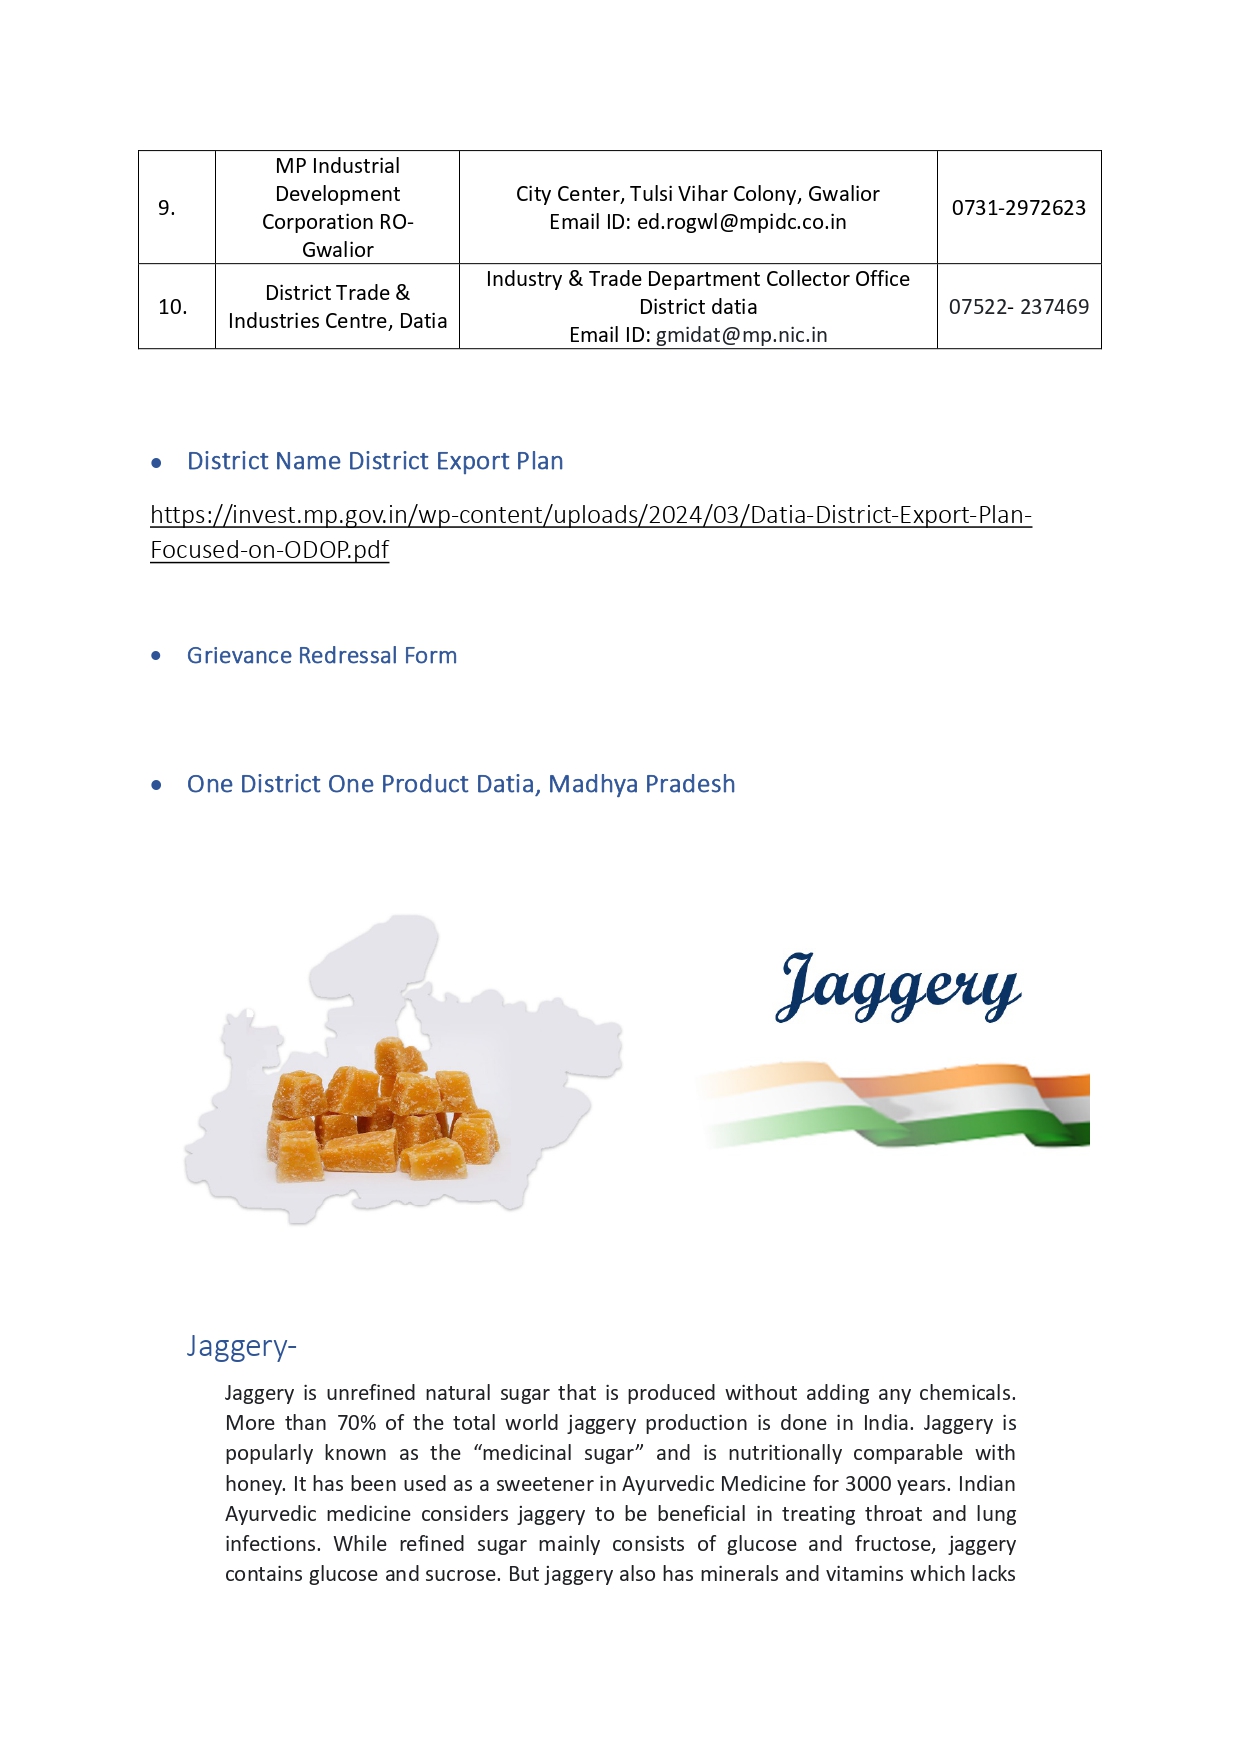 9.
MP Industrial
Development
Corporation RO-
Gwalior
City Center, Tulsi Vihar Colony, Gwalior
Email ID: ed.rogwl@mpidc.co.in
0731-2972623
10.
District Trade &
Industries Centre, Datia
Industry & Trade Department Collector Office
District datia
Email ID: gmidat@mp.nic.in
07522- 237469
• District Name District Export Plan
https://invest.mp.gov.in/wp-content/uploads/2024/03/Datia-District-Export-Plan-
Focused-on-ODOP.pdf
• Grievance Redressal Form
• One District One Product Datia, Madhya Pradesh
Jaggery
Jaggery-
Jaggery is unrefined natural sugar that is produced without adding any chemicals.
More than 70% of the total world jaggery production is done in India. Jaggery is
popularly known as the “medicinal sugar” and is nutritionally comparable with
honey. It has been used as a sweetener in Ayurvedic Medicine for 3000 years. Indian
Ayurvedic medicine considers jaggery to be beneficial in treating throat and lung
infections. While refined sugar mainly consists of glucose and fructose, jaggery
contains glucose and sucrose. But jaggery also has minerals and vitamins which lacks